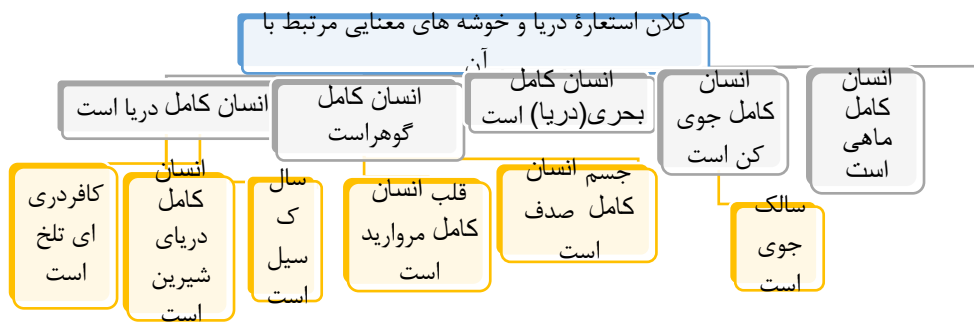 کلان استعارهٔ دریا و خوشه های معنایی مرتبط با
آن
انسان
کامل
ماهی
است
انسان
کامل جوی
کن است
انسان کامل
بحری(دریا) است
انسان کامل
گوهراست
انسان کامل دریا است
سالک
جوی
است
جسم انسان
کامل صدف
است
قلب انسان
کامل مروارید
است
سال
ک
سیل
است
انسان
کامل
دریای
شیرین
است
کافردری
ای تلخ
است